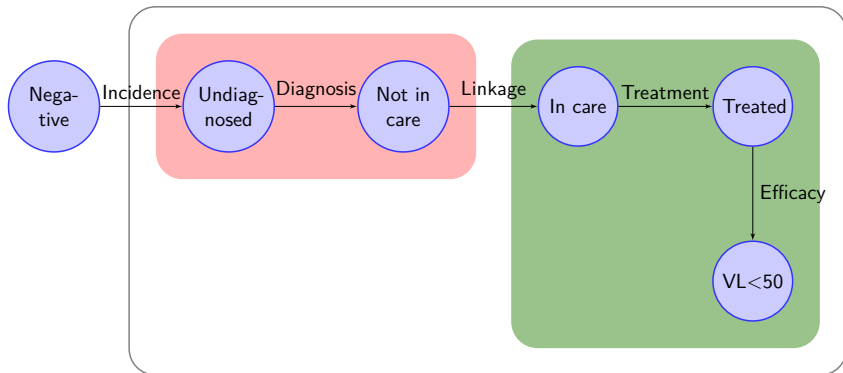 Nega-
tive
Incidence
Undiag-
nosed
Diagnosis
Not in
care
Linkage
In care
Treatment
Treated
Efficacy
VL<50